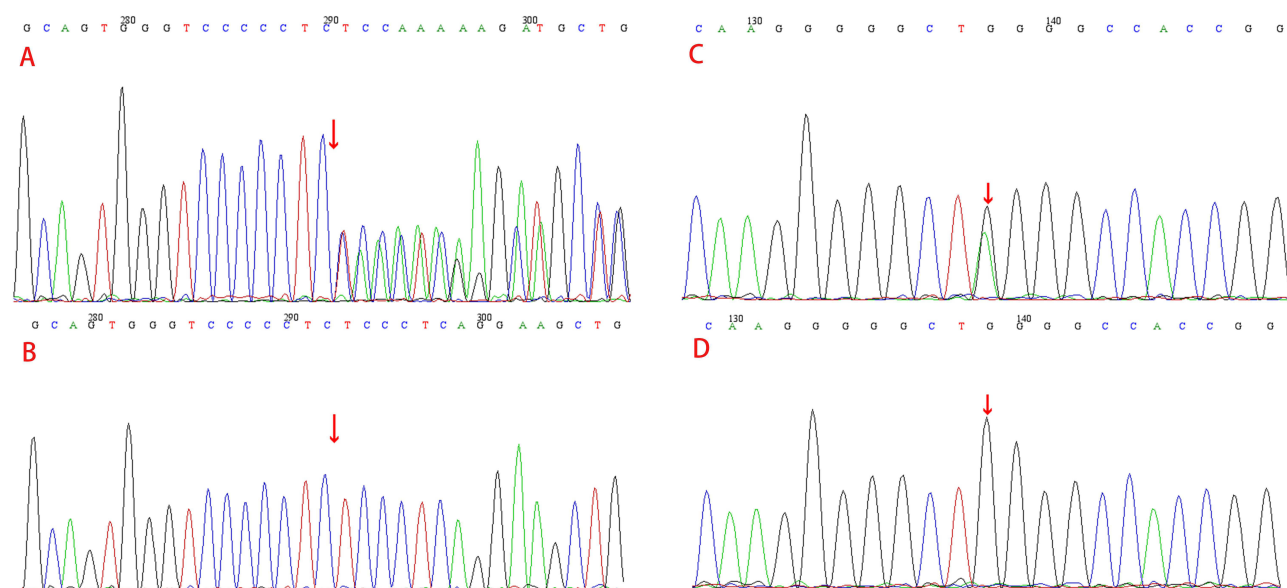 280 290 300
G C A G T G G G T C C C C C T C T C C A A A A A G A T G C T G
A
130 140
C A A G G G G G C T G G G G C C A C C G G
C
280 290 300
G C A G T G G G T C C C C C T C T C C C T C A G G A A G C T G
B
130 140
C A A G G G G G C T G G G G C C A C C G G
D